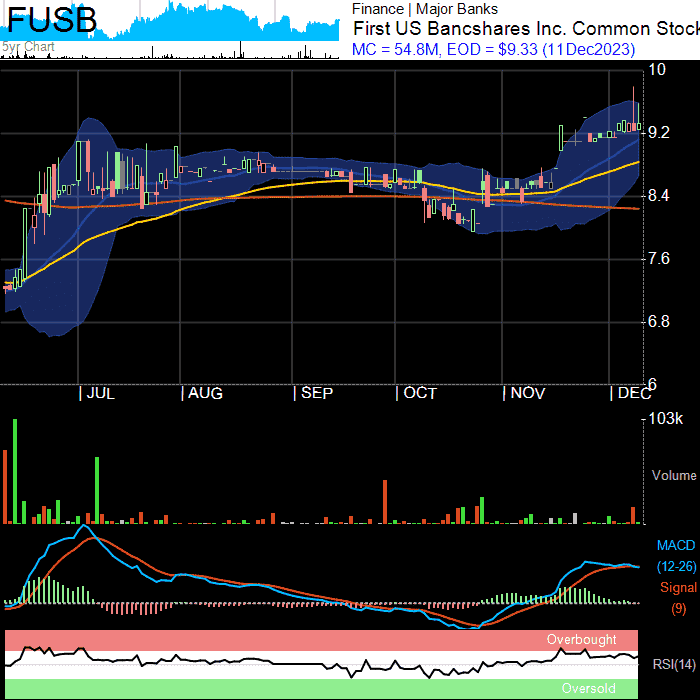 FUSB
5yr Chart
Finance | Major Banks
First US Bancshares Inc. Common Stock
MC = 54.8M, EOD = $9.33 (11Dec2023)
10
9.2
8.4
7.6
6.8
6
| JUL | AUG | SEP | OCT | NOV | DEC
103k
Volume
MACD
(12-26)
Signal
(9)
Overbought
RSI(14)
Oversold